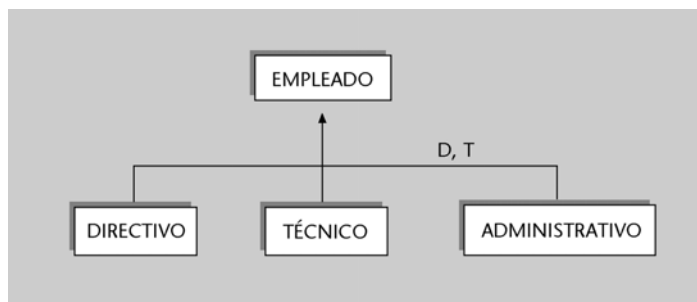 EMPLEADO
D, T
DIRECTIVO
TÉCNICO
ADMINISTRATIVO